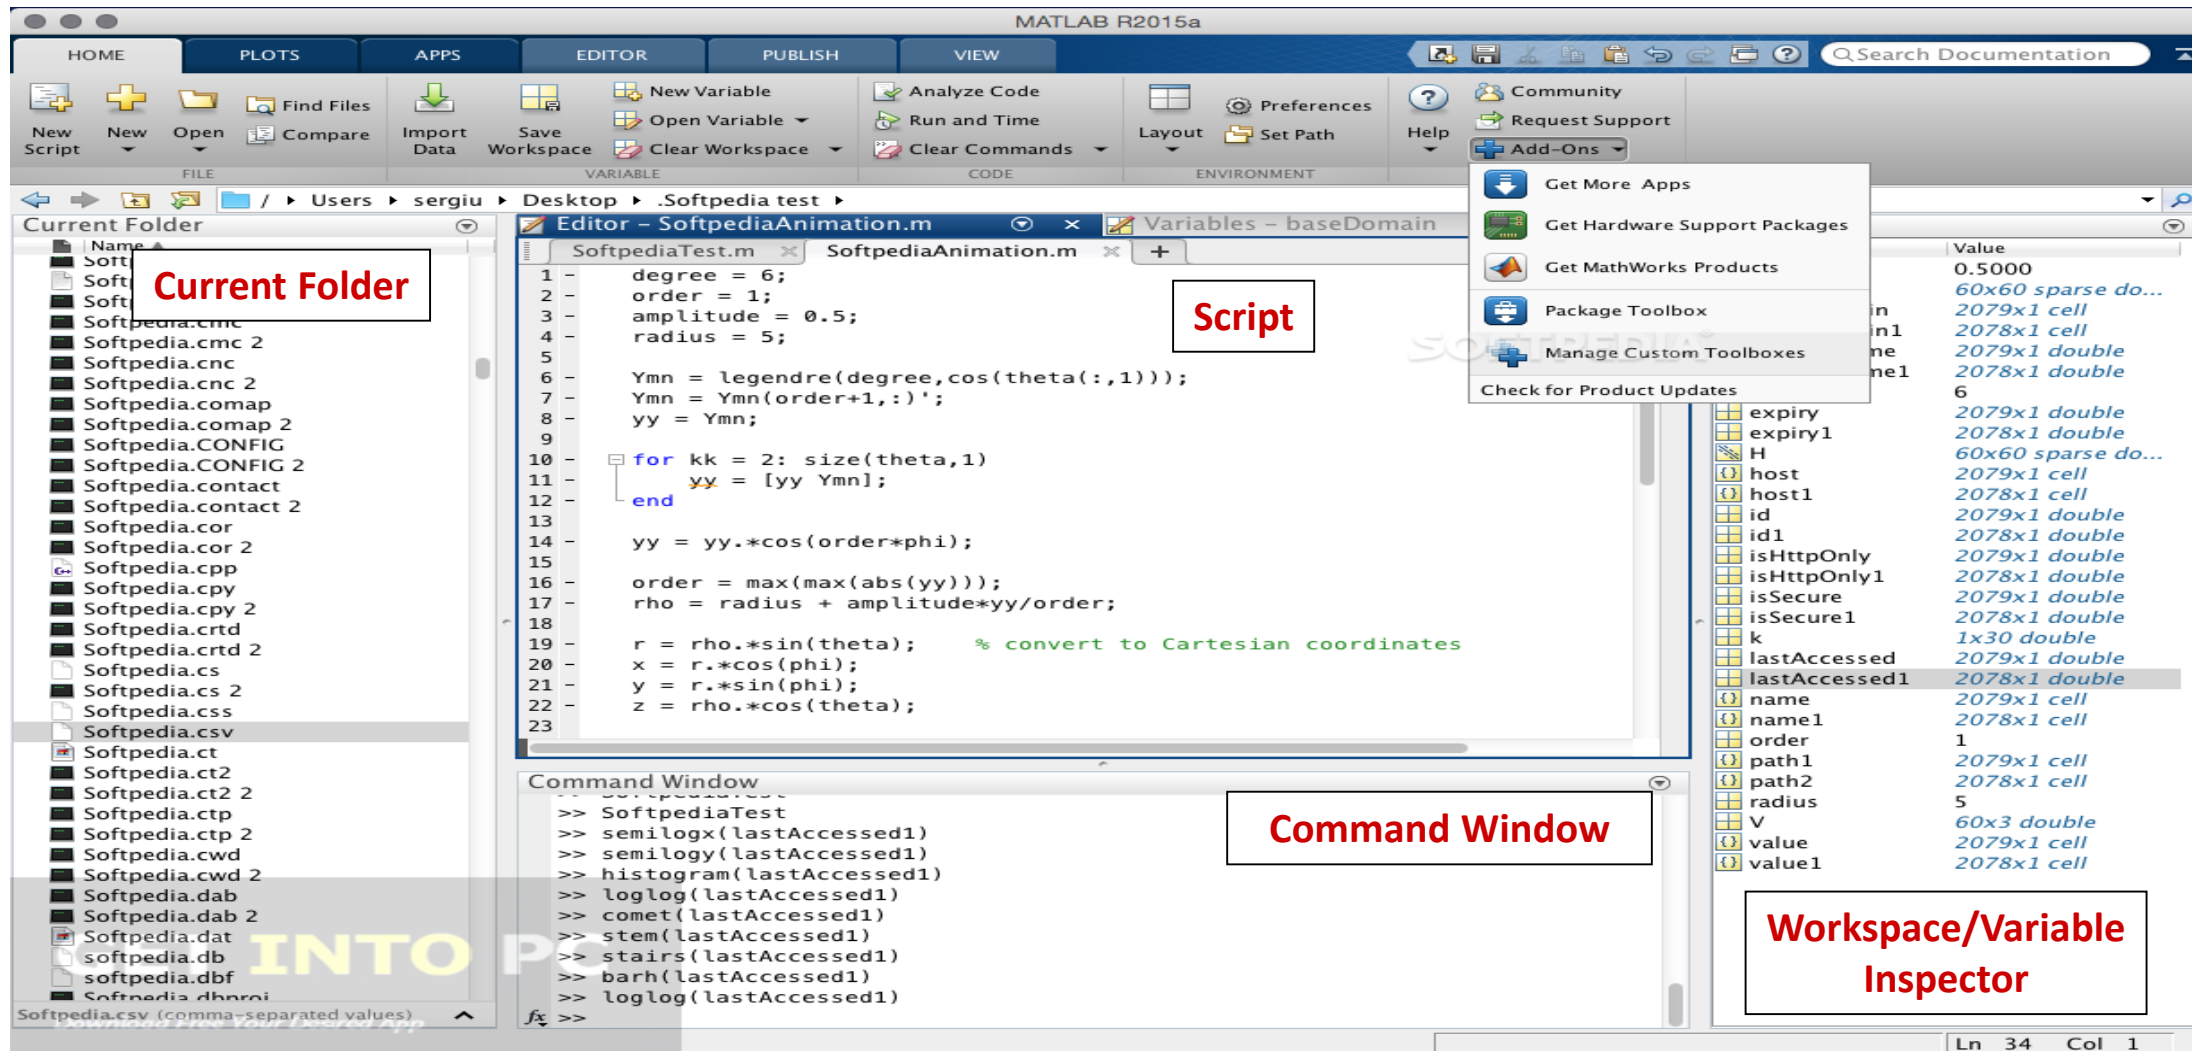 MATLAB R2015a
HOME PLOTS APPS EDITOR PUBLISH VIEW Search Documentation
New Script
New
Open
Find Files
Compare
FILE
Import Data
Save Workspace
New Variable
Open Variable
Clear Workspace
VARIABLE
Analyze Code
Run and Time
Clear Commands
CODE
Layout
Preferences
Set Path
ENVIRONMENT
Help
Community
Request Support
Add-Ons
Get More Apps
Get Hardware Support Packages
Get MathWorks Products
Package Toolbox
Manage Custom Toolboxes
Check for Product Updates
/ Users sergiu Desktop .Softpedia test
Current Folder
Name
Current Folder
Softpedia.cmc
Softpedia.cmc 2
Softpedia.cnc
Softpedia.cnc 2
Softpedia.comap
Softpedia.comap 2
Softpedia.CONFIG
Softpedia.CONFIG 2
Softpedia.contact
Softpedia.contact 2
Softpedia.cor
Softpedia.cor 2
Softpedia.cpp
Softpedia.cpy
Softpedia.cpy 2
Softpedia.crtd
Softpedia.crtd 2
Softpedia.cs
Softpedia.cs 2
Softpedia.css
Softpedia.csv
Softpedia.ct
Softpedia.ct2
Softpedia.ct2 2
Softpedia.ctp
Softpedia.ctp 2
Softpedia.cwd
Softpedia.cwd 2
Softpedia.dab
Softpedia.dab 2
Softpedia.dat
softpedia.db
softpedia.dbf
Softpedia.dbproj
Softpedia.csv (comma-separated values)
GET INTO PC
Download Free Your Desired App
Editor – SoftpediaAnimation.m
Variables – baseDomain
SoftpediaTest.m SoftpediaAnimation.m +
Script
SOFTPEDIA
1 – degree = 6;
2 – order = 1;
3 – amplitude = 0.5;
4 – radius = 5;
5
6 – Ymn = legendre(degree,cos(theta(:,1)));
7 – Ymn = Ymn(order+1,:)';
8 – yy = Ymn;
9
10 – for kk = 2: size(theta,1)
11 – yy = [yy Ymn];
12 – end
13
14 – yy = yy.*cos(order*phi);
15
16 – order = max(max(abs(yy)));
17 – rho = radius + amplitude*yy/order;
18
19 – r = rho.*sin(theta); % convert to Cartesian coordinates
20 – x = r.*cos(phi);
21 – y = r.*sin(phi);
22 – z = rho.*cos(theta);
23
Command Window
Command Window
>> SoftpediaTest
>> SoftpediaTest
>> semilogx(lastAccessed1)
>> semilogy(lastAccessed1)
>> histogram(lastAccessed1)
>> loglog(lastAccessed1)
>> comet(lastAccessed1)
>> stem(lastAccessed1)
>> stairs(lastAccessed1)
>> barh(lastAccessed1)
>> loglog(lastAccessed1)
fx >>
Value
0.5000
60x60 sparse do...
2079x1 cell
2078x1 cell
2079x1 double
2078x1 double
6
expiry 2079x1 double
expiry1 2078x1 double
H 60x60 sparse do...
host 2079x1 cell
host1 2078x1 cell
id 2079x1 double
id1 2078x1 double
isHttpOnly 2079x1 double
isHttpOnly1 2078x1 double
isSecure 2079x1 double
isSecure1 2078x1 double
k 1x30 double
lastAccessed 2079x1 double
lastAccessed1 2078x1 double
name 2079x1 cell
name1 2078x1 cell
order 1
path1 2079x1 cell
path2 2078x1 cell
radius 5
V 60x3 double
value 2079x1 cell
value1 2078x1 cell
Workspace/Variable
Inspector
Ln 34 Col 1